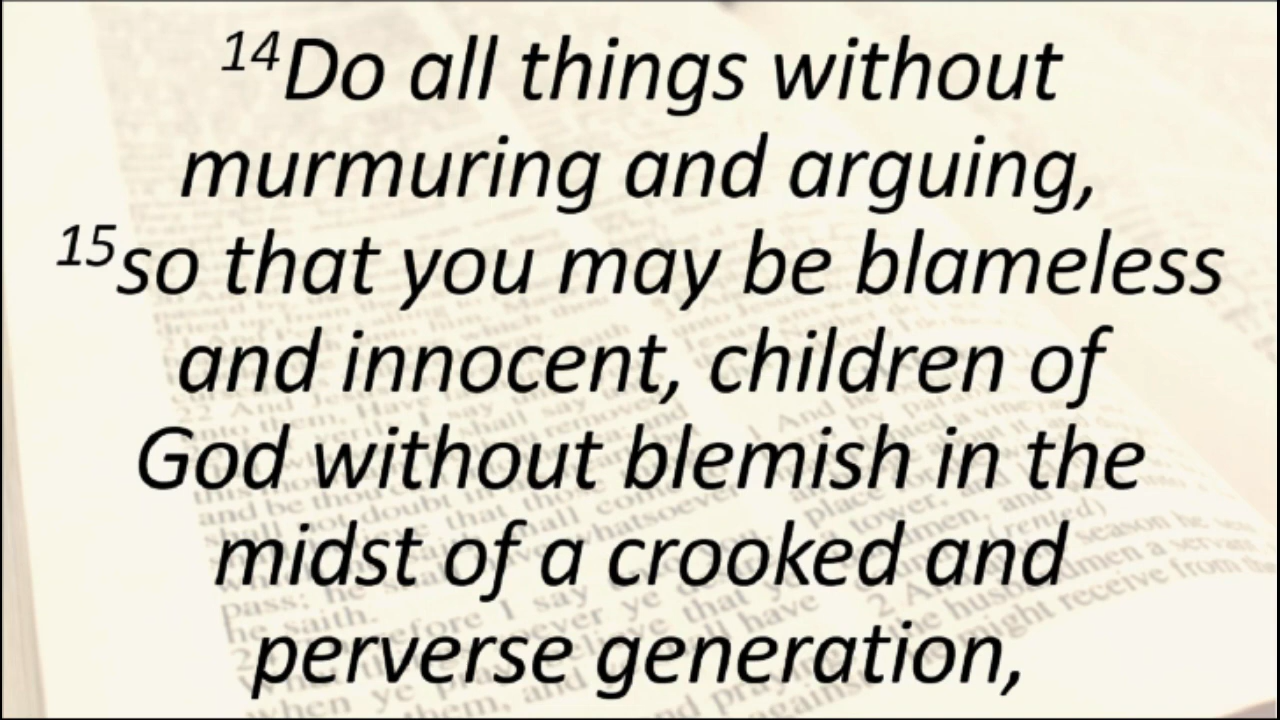 14Do all things without
murmuring and arguing,
15so that you may be blameless
and innocent, children of
God without blemish in the
midst of a crooked and
perverse generation,